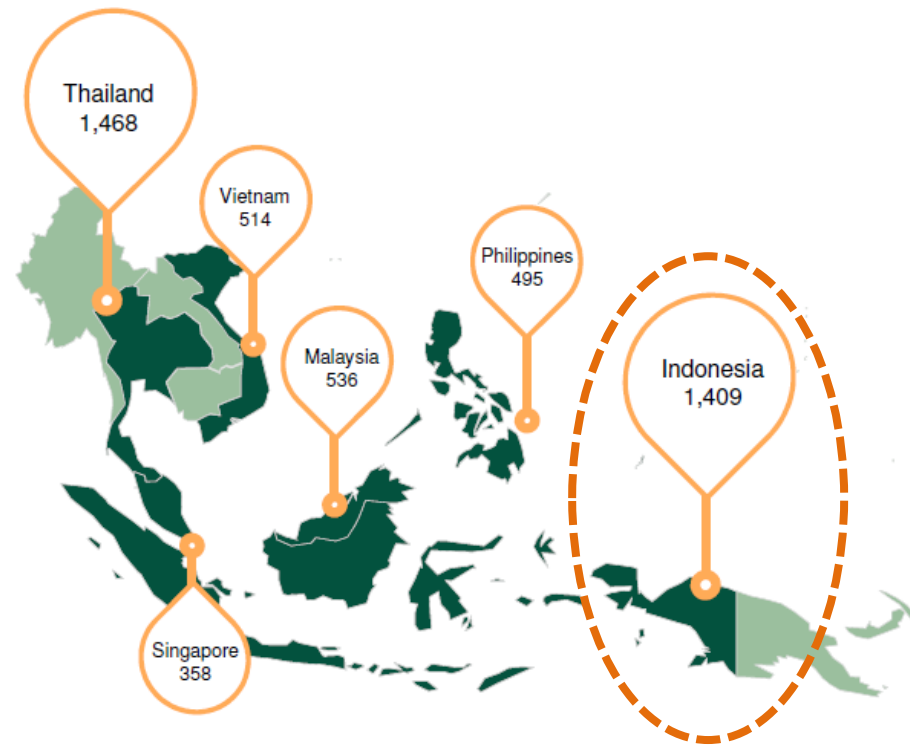 Thailand
1,468
Vietnam
514
Philippines
495
Malaysia
536
Indonesia
1,409
Singapore
358